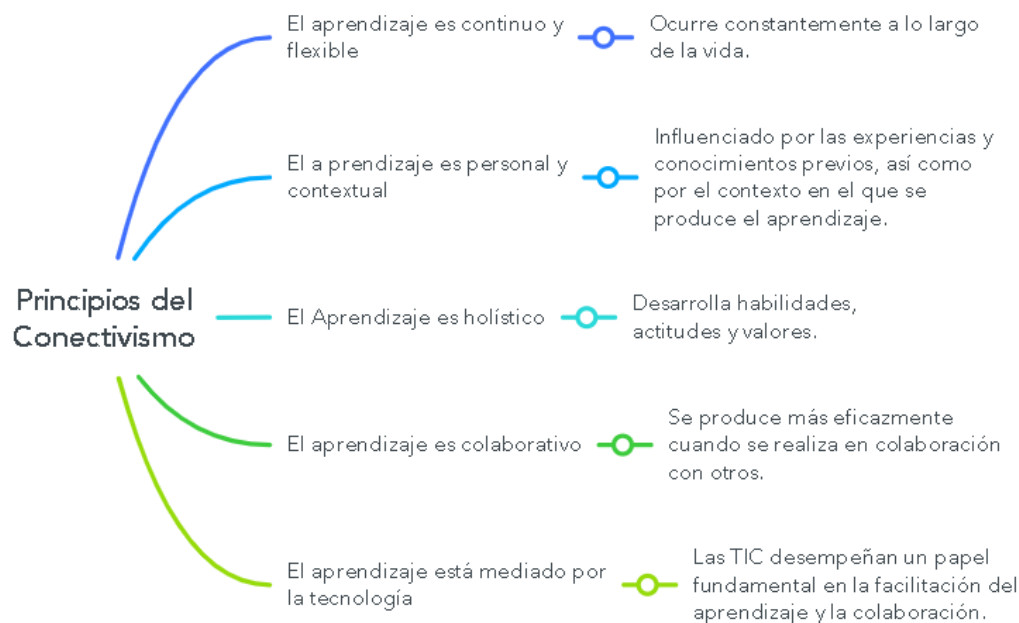 Principios del
Conectivismo
El aprendizaje es continuo y
flexible
Ocurre constantemente a lo largo
de la vida.
El a prendizaje es personal y
contextual
Influenciado por las experiencias y
conocimientos previos, así como
por el contexto en el que se
produce el aprendizaje.
El Aprendizaje es holístico
Desarrolla habilidades,
actitudes y valores.
El aprendizaje es colaborativo
Se produce más eficazmente
cuando se realiza en colaboración
con otros.
El aprendizaje está mediado por
la tecnología
Las TIC desempeñan un papel
fundamental en la facilitación del
aprendizaje y la colaboración.